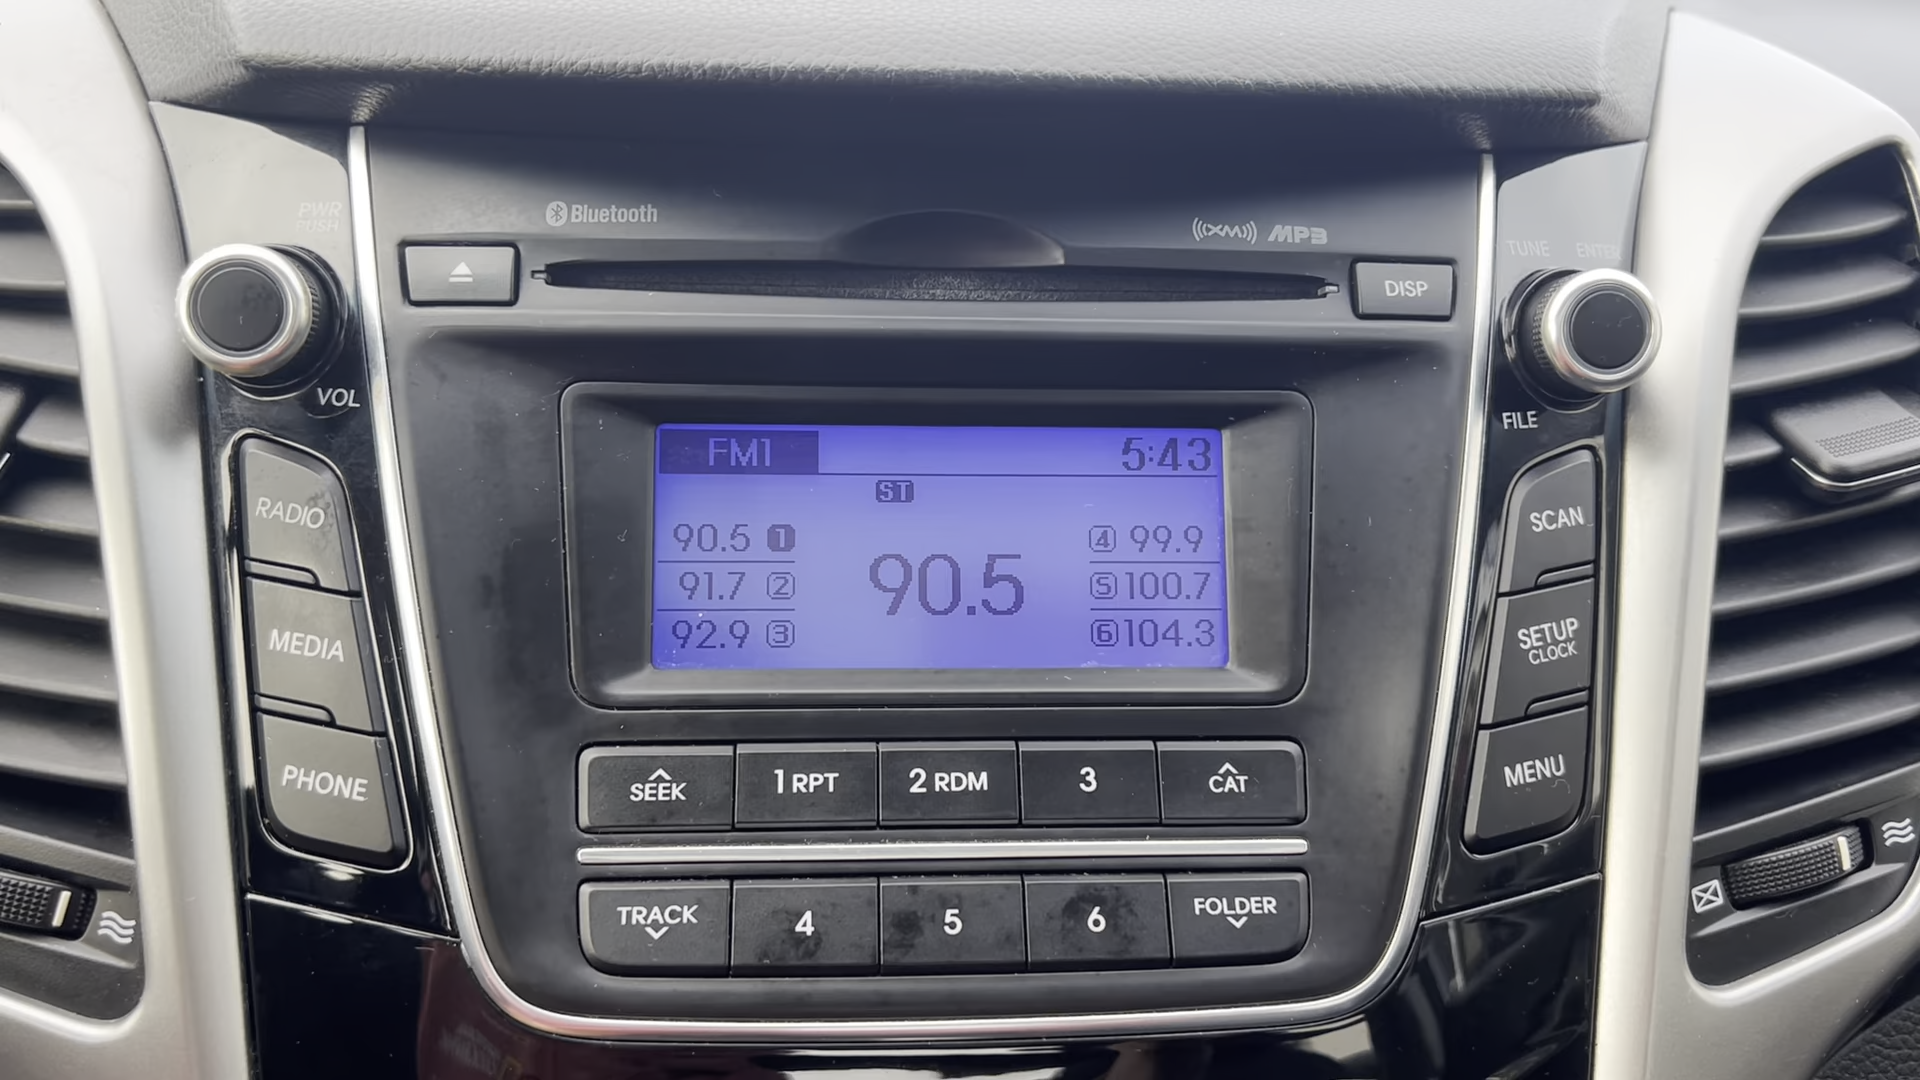 PWR
PUSH
Bluetooth
((XM)) MP3
TUNE ENTER
DISP
VOL
FILE
FM1 5:43
ST
90.5 1
91.7 2
92.9 3
90.5
4 99.9
5 100.7
6 104.3
RADIO
MEDIA
PHONE
SCAN
SETUP
CLOCK
MENU
SEEK
1 RPT
2 RDM
3
CAT
TRACK
4
5
6
FOLDER